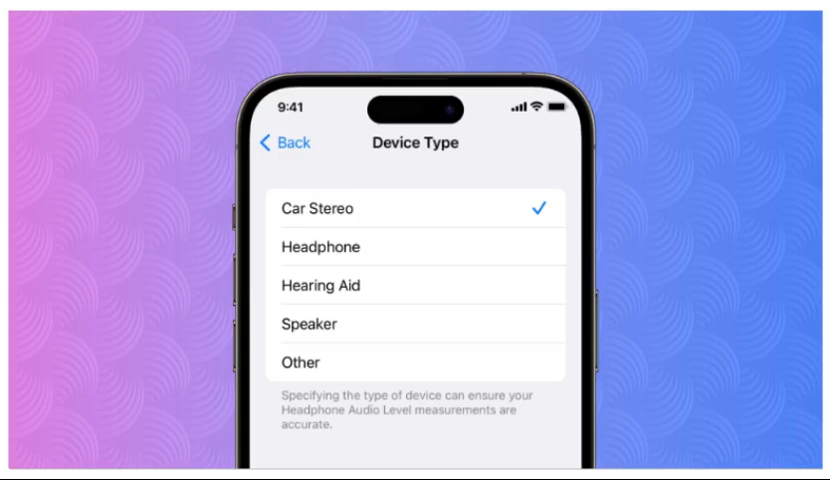 9:41
Back
Device Type
Car Stereo
Headphone
Hearing Aid
Speaker
Other
Specifying the type of device can ensure your
Headphone Audio Level measurements are
accurate.